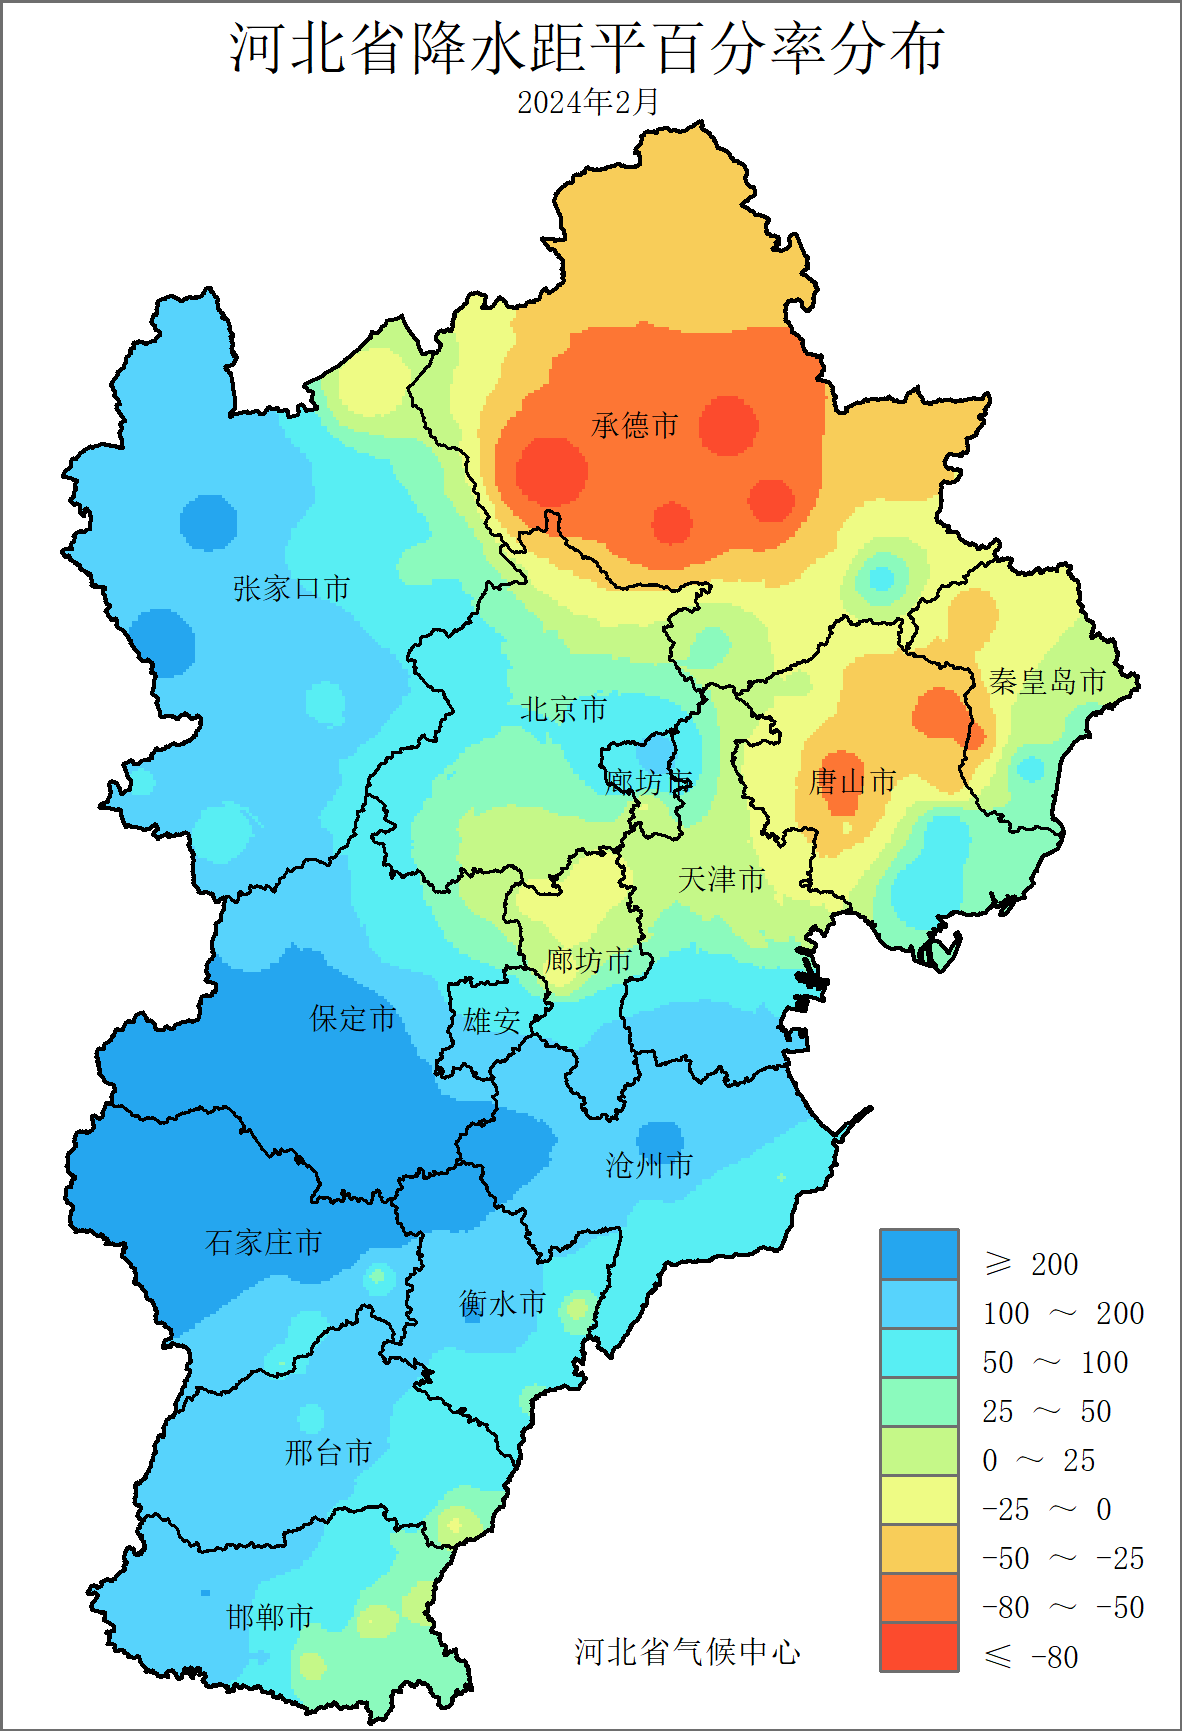 河北省降水距平百分率分布
2024年2月
承德市
张家口市
秦皇岛市
北京市
廊坊市
唐山市
天津市
廊坊市
保定市
雄安
沧州市
石家庄市
衡水市
邢台市
邯郸市
≥ 200
100 ～ 200
50 ～ 100
25 ～ 50
0 ～ 25
-25 ～ 0
-50 ～ -25
-80 ～ -50
≤ -80
河北省气候中心